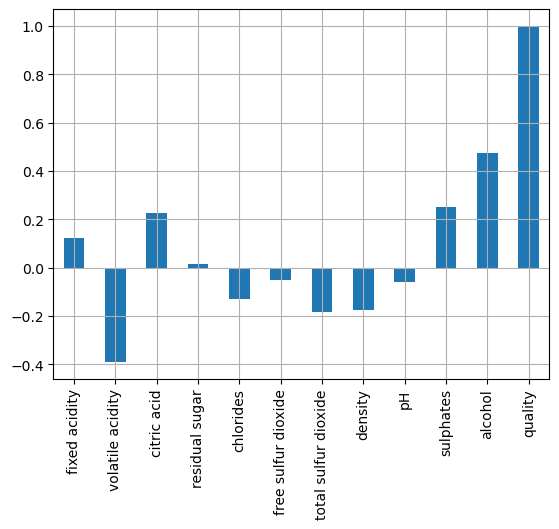 1.0
0.8
0.6
0.4
0.2
0.0
−0.2
−0.4
fixed acidity
volatile acidity
citric acid
residual sugar
chlorides
free sulfur dioxide
total sulfur dioxide
density
pH
sulphates
alcohol
quality